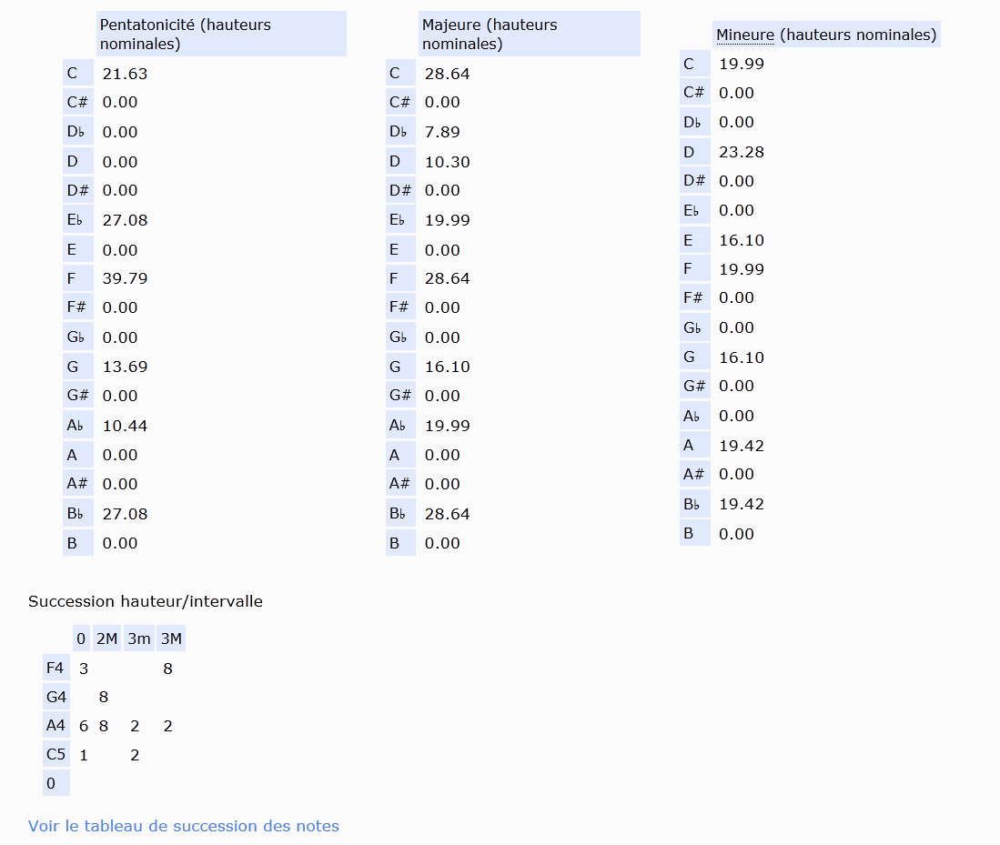 Pentatonicité (hauteurs
nominales)
C 21.63
C# 0.00
D♭ 0.00
D 0.00
D# 0.00
E♭ 27.08
E 0.00
F 39.79
F# 0.00
G♭ 0.00
G 13.69
G# 0.00
A♭ 10.44
A 0.00
A# 0.00
B♭ 27.08
B 0.00
Majeure (hauteurs
nominales)
C 28.64
C# 0.00
D♭ 7.89
D 10.30
D# 0.00
E♭ 19.99
E 0.00
F 28.64
F# 0.00
G♭ 0.00
G 16.10
G# 0.00
A♭ 19.99
A 0.00
A# 0.00
B♭ 28.64
B 0.00
Mineure (hauteurs nominales)
C 19.99
C# 0.00
D♭ 0.00
D 23.28
D# 0.00
E♭ 0.00
E 16.10
F 19.99
F# 0.00
G♭ 0.00
G 16.10
G# 0.00
A♭ 0.00
A 19.42
A# 0.00
B♭ 19.42
B 0.00
Succession hauteur/intervalle
0 2M 3m 3M
F4 3 8
G4 8
A4 6 8 2 2
C5 1 2
0
Voir le tableau de succession des notes